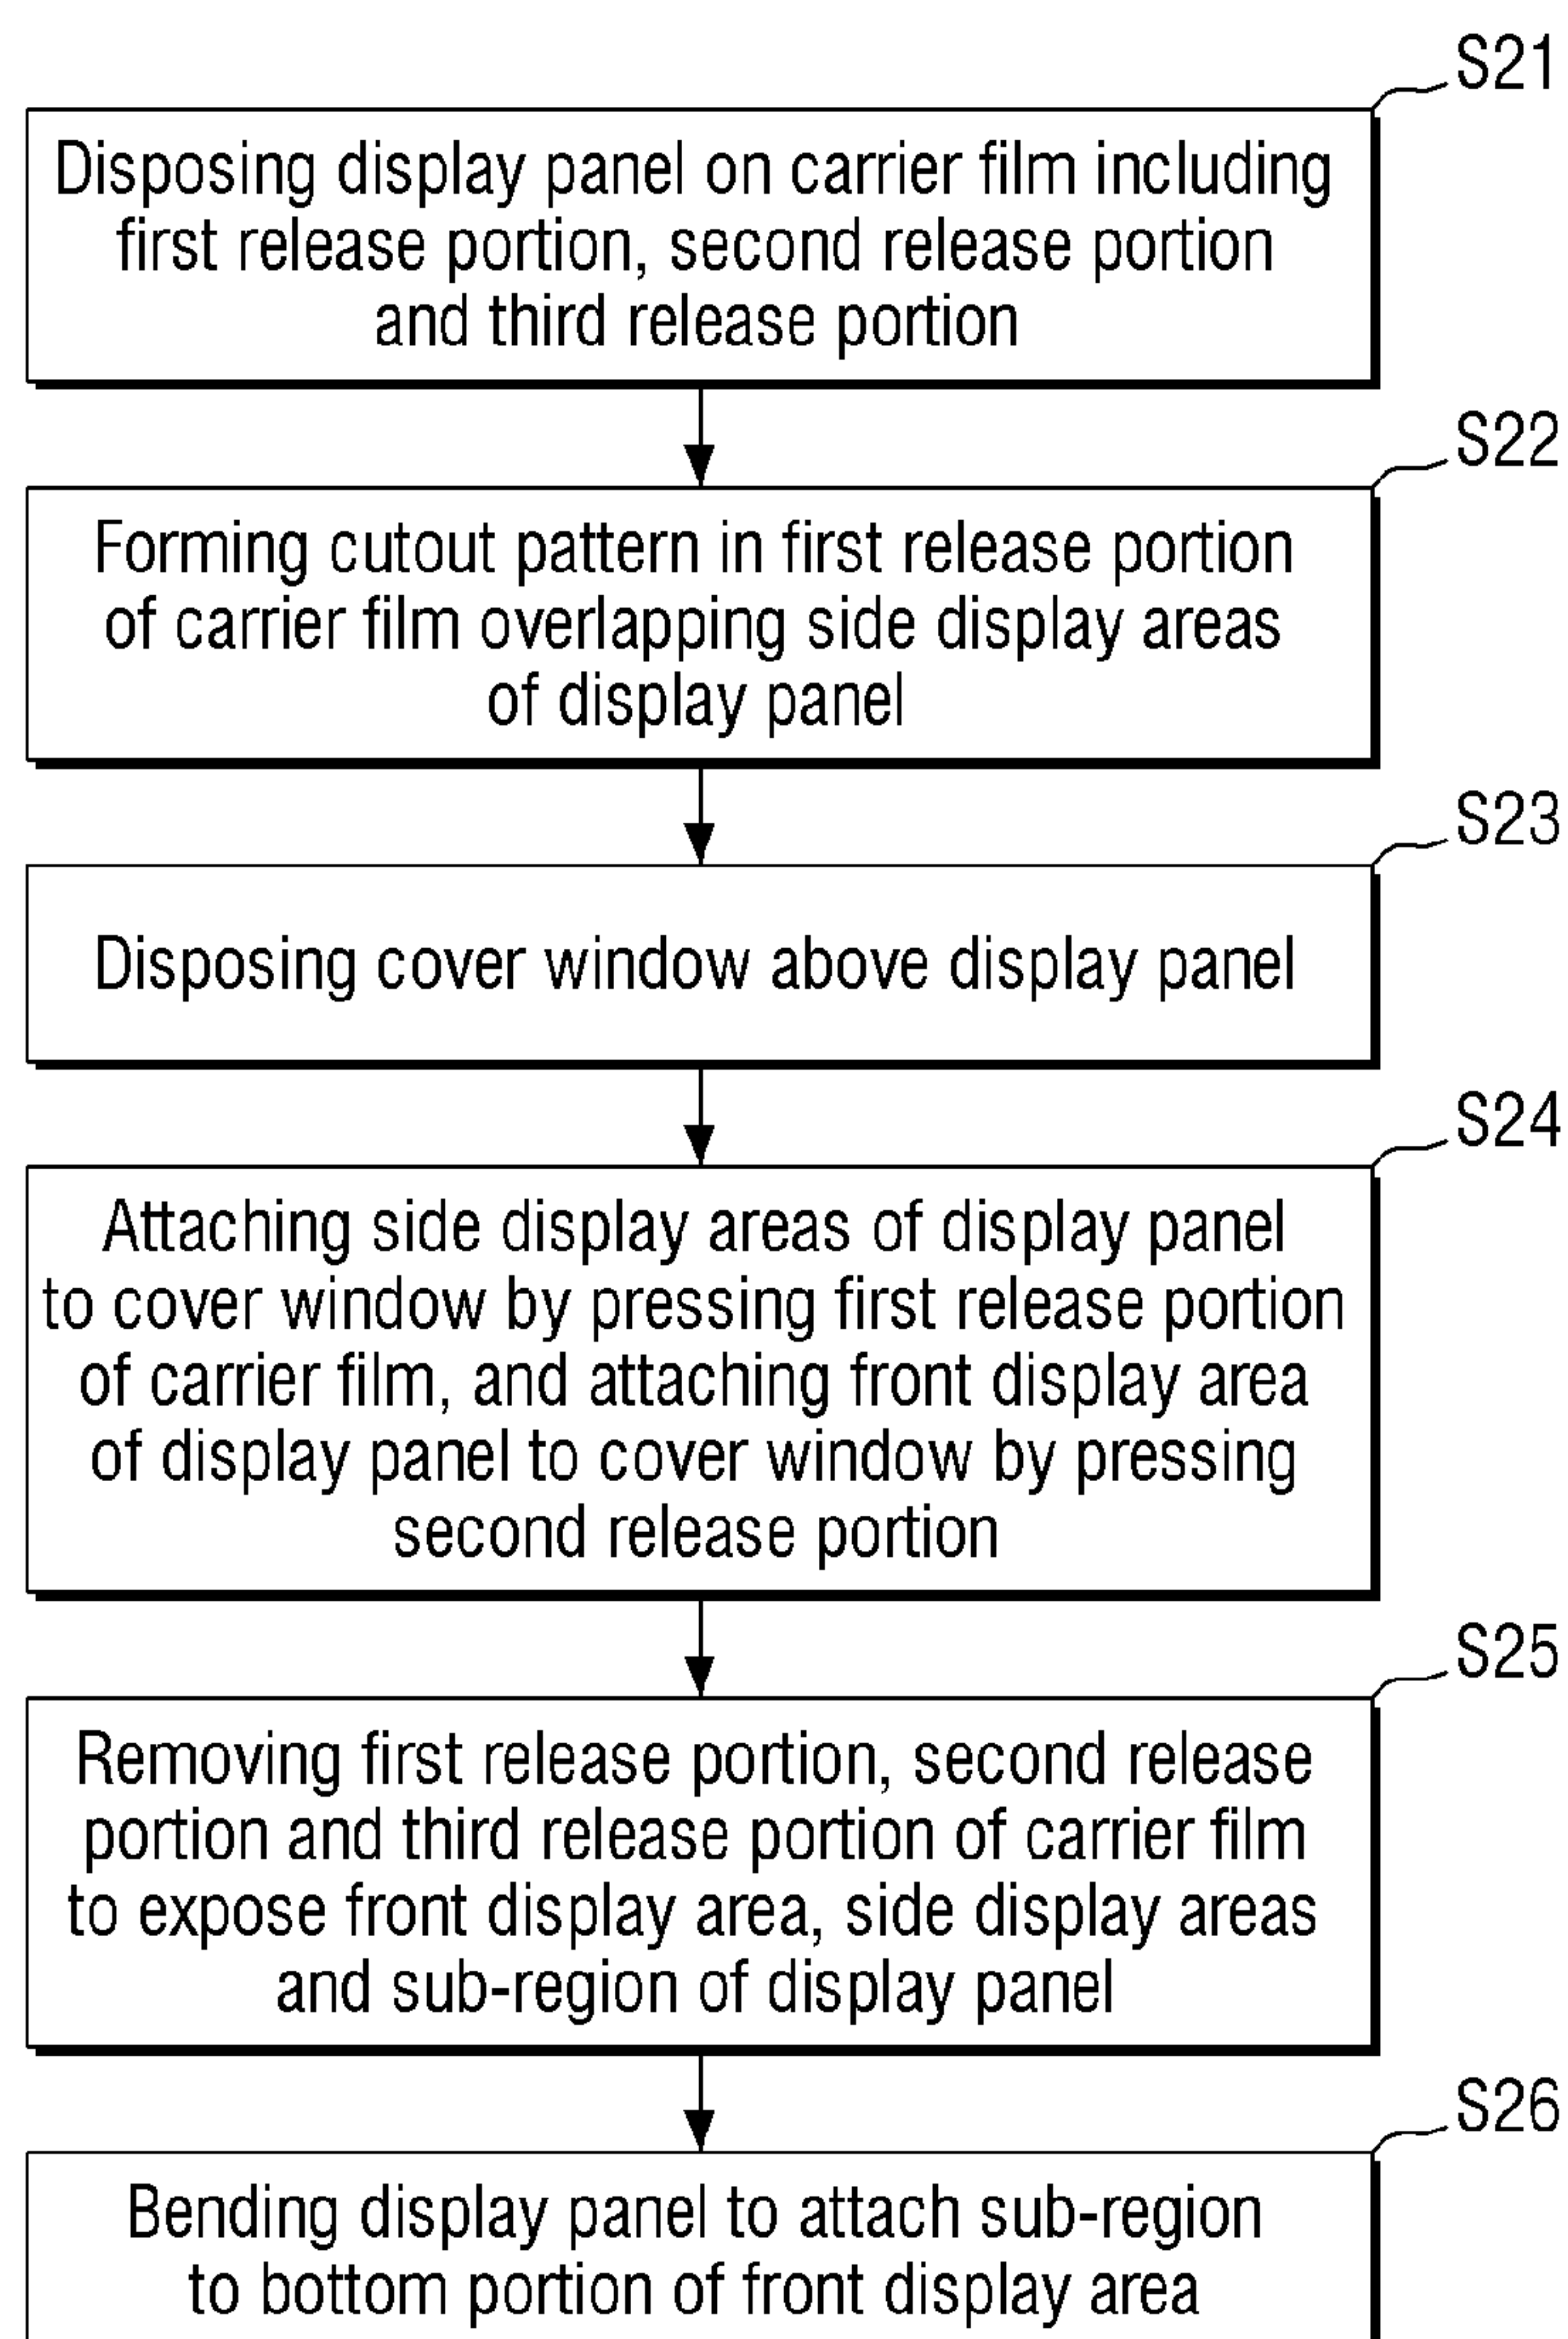 S21
Disposing display panel on carrier film including
first release portion, second release portion
and third release portion
S22
Forming cutout pattern in first release portion
of carrier film overlapping side display areas
of display panel
S23
Disposing cover window above display panel
S24
Attaching side display areas of display panel
to cover window by pressing first release portion
of carrier film, and attaching front display area
of display panel to cover window by pressing
second release portion
S25
Removing first release portion, second release
portion and third release portion of carrier film
to expose front display area, side display areas
and sub-region of display panel
S26
Bending display panel to attach sub-region
to bottom portion of front display area